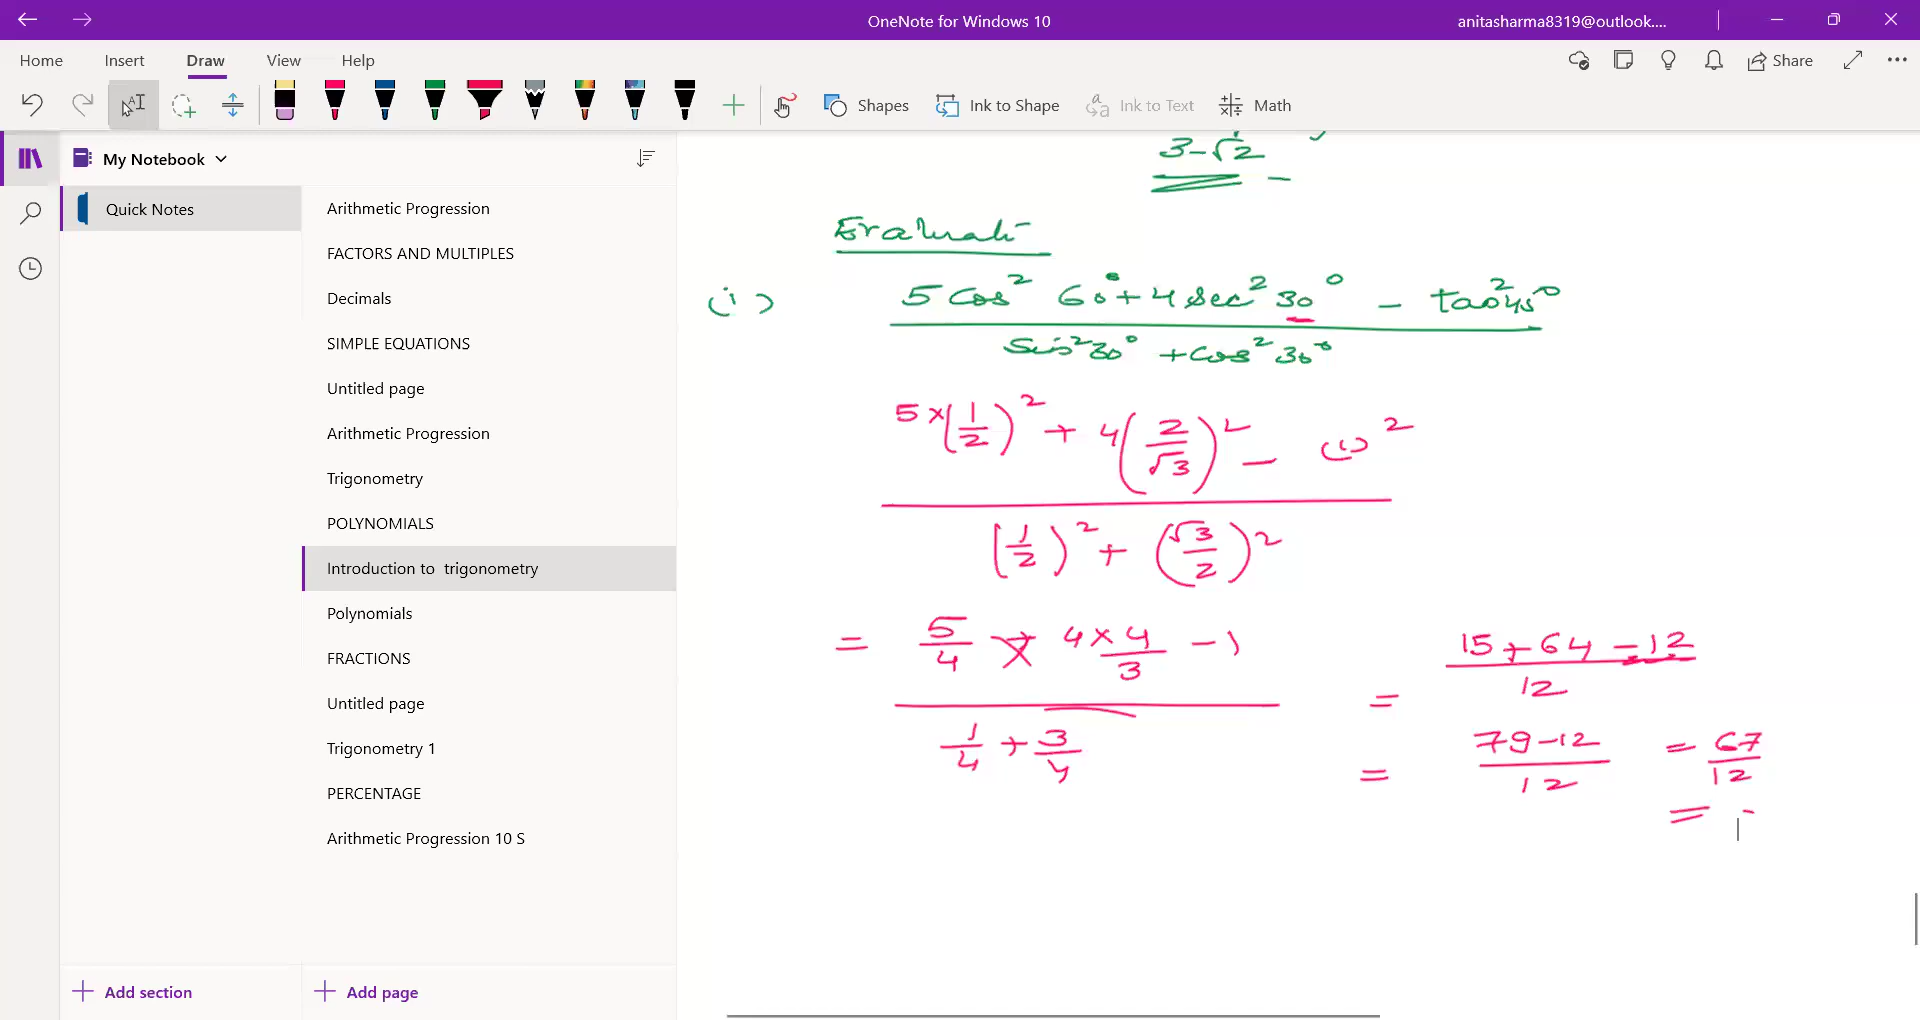 OneNote for Windows 10
anitasharma8319@outlook....
Home Insert Draw View Help
Share
Shapes Ink to Shape Ink to Text Math
My Notebook
Quick Notes
Arithmetic Progression
FACTORS AND MULTIPLES
Decimals
SIMPLE EQUATIONS
Untitled page
Arithmetic Progression
Trigonometry
POLYNOMIALS
Introduction to trigonometry
Polynomials
FRACTIONS
Untitled page
Trigonometry 1
PERCENTAGE
Arithmetic Progression 10 S
Add section
Add page
3-√2
(i)
5 cos² 60° + 4 sec² 30° - tan² 45°
sin² 30° + cos² 30°
5 × (1/2)² + 4 (2/√3)² - (1)²
(1/2)² + (√3/2)²
= 5/4 + 4 × 4/3 - 1
1/4 + 3/4
= 15 + 64 - 12 / 12
= 79 - 12 / 12 = 67/12
=